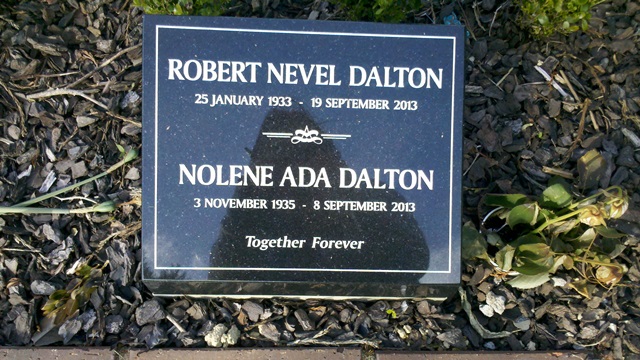 ROBERT NEVEL DALTON
25 JANUARY 1933 - 19 SEPTEMBER 2013
NOLENE ADA DALTON
3 NOVEMBER 1935 - 8 SEPTEMBER 2013
Together Forever